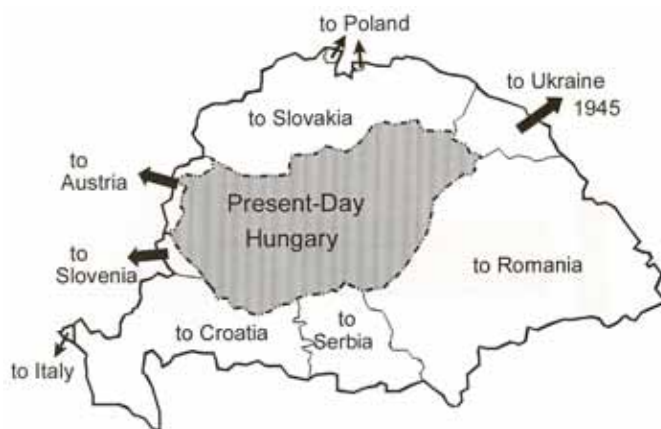 to Poland
to Ukraine
1945
to Slovakia
to
Austria
Present-Day
Hungary
to
Slovenia
to Romania
to Croatia
to
Serbia
to Italy